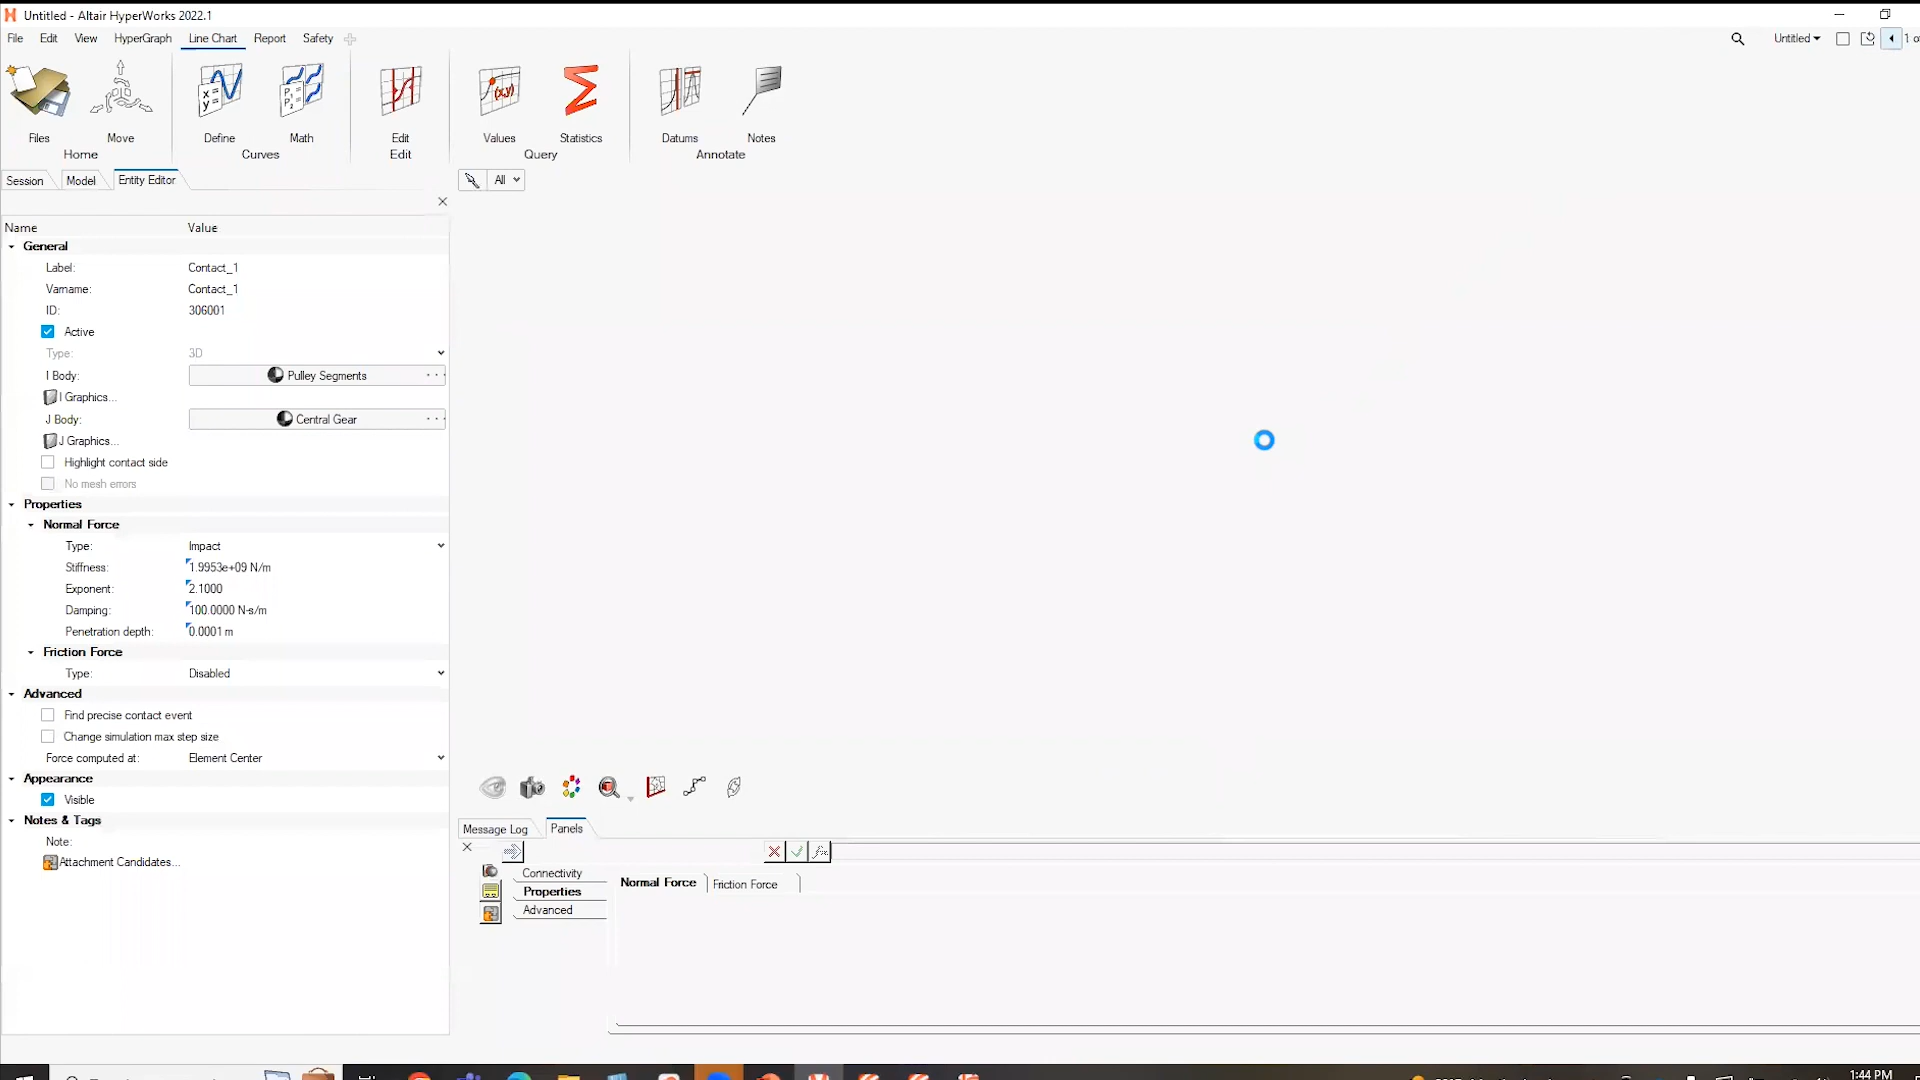 Untitled - Altair HyperWorks 2022.1
File Edit View HyperGraph Line Chart Report Safety
Untitled
1 o
Files Move Define Math Edit Values Statistics Datums Notes
Home Curves Edit Query Annotate
Session Model Entity Editor
All
Name Value
General
Label: Contact_1
Varname: Contact_1
ID: 306001
Active
Type: 3D
I Body: Pulley Segments
I Graphics...
J Body: Central Gear
J Graphics...
Highlight contact side
No mesh errors
Properties
Normal Force
Type: Impact
Stiffness: 1.9953e+09 N/m
Exponent: 2.1000
Damping: 100.0000 N-s/m
Penetration depth: 0.0001 m
Friction Force
Type: Disabled
Advanced
Find precise contact event
Change simulation max step size
Force computed at: Element Center
Appearance
Visible
Notes & Tags
Note:
Attachment Candidates...
Message Log Panels
Connectivity
Properties
Advanced
Normal Force Friction Force
1:44 PM